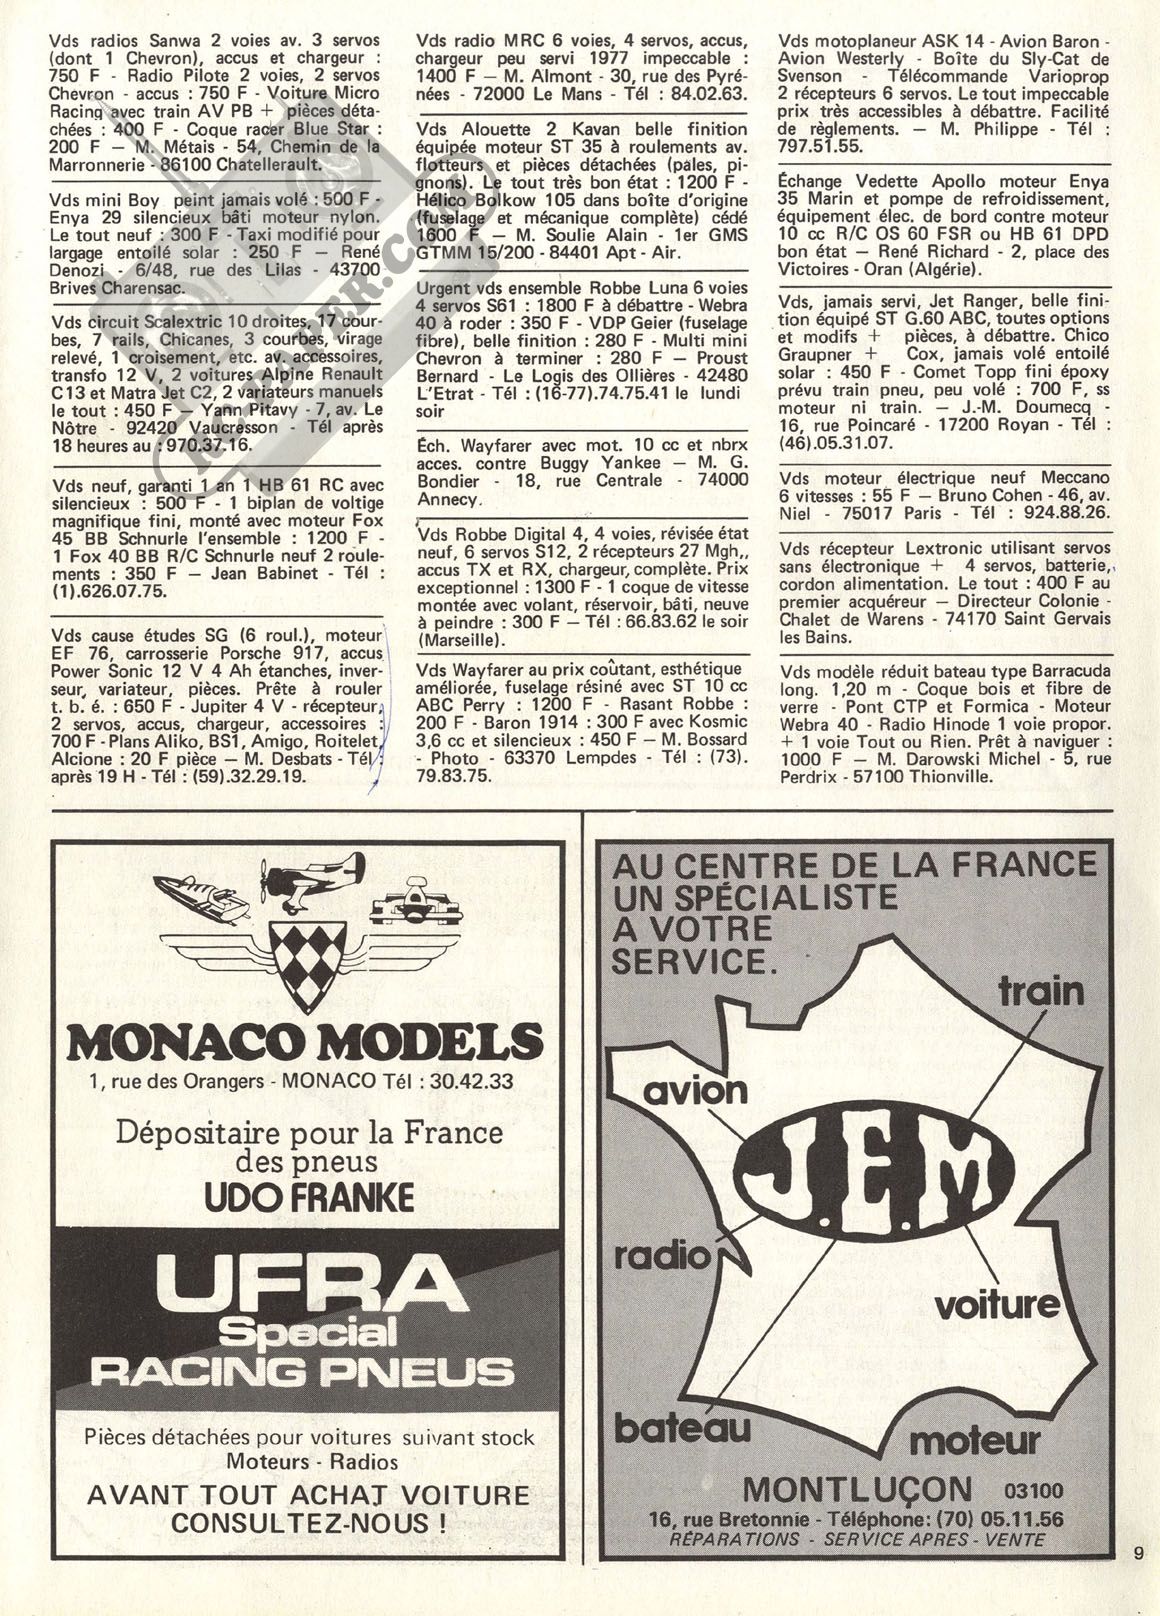 Vds radios Sanwa 2 voies av. 3 servos
(dont 1 Chevron), accus et chargeur :
750 F - Radio Pilote 2 voies, 2 servos
Chevron - accus : 750 F - Voiture Micro
Racing avec train AV PB + pièces déta-
chées : 400 F - Coque racer Blue Star :
200 F — M. Métais - 54, Chemin de la
Marronnerie - 86100 Chatellerault.
Vds mini Boy peint jamais volé : 500 F -
Enya 29 silencieux bâti moteur nylon.
Le tout neuf : 300 F - Taxi modifié pour
largage entoilé solar : 250 F — René
Denozi - 6/48, rue des Lilas - 43700
Brives Charensac.
Vds circuit Scalextric 10 droites, 17 cour-
bes, 7 rails, Chicanes, 3 courbes, virage
relevé, 1 croisement, etc. av. accessoires,
transfo 12 V, 2 voitures Alpine Renault
C13 et Matra Jet C2, 2 variateurs manuels
le tout : 450 F — Yann Pitavy - 7, av. Le
Nôtre - 92420 Vaucresson - Tél après
18 heures au : 970.37.16.
Vds neuf, garanti 1 an 1 HB 61 RC avec
silencieux : 500 F - 1 biplan de voltige
magnifique fini, monté avec moteur Fox
45 BB Schnurle l'ensemble : 1200 F -
1 Fox 40 BB R/C Schnurle neuf 2 roule-
ments : 350 F — Jean Babinet - Tél :
(1).626.07.75.
Vds cause études SG (6 roul.), moteur
EF 76, carrosserie Porsche 917, accus
Power Sonic 12 V 4 Ah étanches, inver-
seur, variateur, pièces. Prête à rouler
t. b. é. : 650 F - Jupiter 4 V - récepteur,
2 servos, accus, chargeur, accessoires :
700 F - Plans Aliko, BS1, Amigo, Roitelet,
Alcione : 20 F pièce — M. Desbats - Tél
après 19 H - Tél : (59).32.29.19.
Vds radio MRC 6 voies, 4 servos, accus,
chargeur peu servi 1977 impeccable :
1400 F — M. Almont - 30, rue des Pyré-
nées - 72000 Le Mans - Tél : 84.02.63.
Vds Alouette 2 Kavan belle finition
équipée moteur ST 35 à roulements av.
flotteurs et pièces détachées (pales, pi-
gnons). Le tout très bon état : 1200 F -
Hélico Bolkow 105 dans boîte d'origine
(fuselage et mécanique complète) cédé
1600 F — M. Soulie Alain - 1er GMS
GTMM 15/200 - 84401 Apt - Air.
Urgent vds ensemble Robbe Luna 6 voies
4 servos S61 : 1800 F à débattre - Webra
40 à roder : 350 F - VDP Geier (fuselage
fibre), belle finition : 280 F - Multi mini
Chevron à terminer : 280 F — Proust
Bernard - Le Logis des Ollières - 42480
L'Etrat - Tél : (16-77).74.75.41 le lundi
soir
Éch. Wayfarer avec mot. 10 cc et nbrx
acces. contre Buggy Yankee — M. G.
Bondier - 18, rue Centrale - 74000
Annecy.
Vds Robbe Digital 4, 4 voies, révisée état
neuf, 6 servos S12, 2 récepteurs 27 Mgh,,
accus TX et RX, chargeur, complète. Prix
exceptionnel : 1300 F - 1 coque de vitesse
montée avec volant, réservoir, bâti, neuve
à peindre : 300 F — Tél : 66.83.62 le soir
(Marseille).
Vds Wayfarer au prix coûtant, esthétique
améliorée, fuselage résiné avec ST 10 cc
ABC Perry : 1200 F - Rasant Robbe :
200 F - Baron 1914 : 300 F avec Kosmic
3,6 cc et silencieux : 450 F — M. Bossard
- Photo - 63370 Lempdes - Tél : (73).
79.83.75.
Vds motoplaneur ASK 14 - Avion Baron -
Avion Westerly - Boîte du Sly-Cat de
Svenson - Télécommande Varioprop
2 récepteurs 6 servos. Le tout impeccable
prix très accessibles à débattre. Facilité
de règlements. — M. Philippe - Tél :
797.51.55.
Échange Vedette Apollo moteur Enya
35 Marin et pompe de refroidissement,
équipement élec. de bord contre moteur
10 cc R/C OS 60 FSR ou HB 61 DPD
bon état — René Richard - 2, place des
Victoires - Oran (Algérie).
Vds, jamais servi, Jet Ranger, belle fini-
tion équipé ST G.60 ABC, toutes options
et modifs + pièces, à débattre. Chico
Graupner + Cox, jamais volé entoilé
solar : 450 F - Comet Topp fini époxy
prévu train pneu, peu volé : 700 F, ss
moteur ni train. — J.-M. Doumecq -
16, rue Poincaré - 17200 Royan - Tél :
(46).05.31.07.
Vds moteur électrique neuf Meccano
6 vitesses : 55 F — Bruno Cohen - 46, av.
Niel - 75017 Paris - Tél : 924.88.26.
Vds récepteur Lextronic utilisant servos
sans électronique + 4 servos, batterie,
cordon alimentation. Le tout : 400 F au
premier acquéreur — Directeur Colonie -
Chalet de Warens - 74170 Saint Gervais
les Bains.
Vds modèle réduit bateau type Barracuda
long. 1,20 m - Coque bois et fibre de
verre - Pont CTP et Formica - Moteur
Webra 40 - Radio Hinode 1 voie propor.
+ 1 voie Tout ou Rien. Prêt à naviguer :
1000 F — M. Darowski Michel - 5, rue
Perdrix - 57100 Thionville.
RC-PAPER.COM
MONACO MODELS
1, rue des Orangers - MONACO Tél : 30.42.33
Dépositaire pour la France
des pneus
UDO FRANKE
UFRA
Special
RACING PNEUS
Pièces détachées pour voitures suivant stock
Moteurs - Radios
AVANT TOUT ACHAT VOITURE
CONSULTEZ-NOUS !
AU CENTRE DE LA FRANCE
UN SPÉCIALISTE
A VOTRE
SERVICE.
train
avion
J.E.M
radio
voiture
bateau
moteur
MONTLUÇON 03100
16, rue Bretonnie - Téléphone: (70) 05.11.56
RÉPARATIONS - SERVICE APRES - VENTE
9